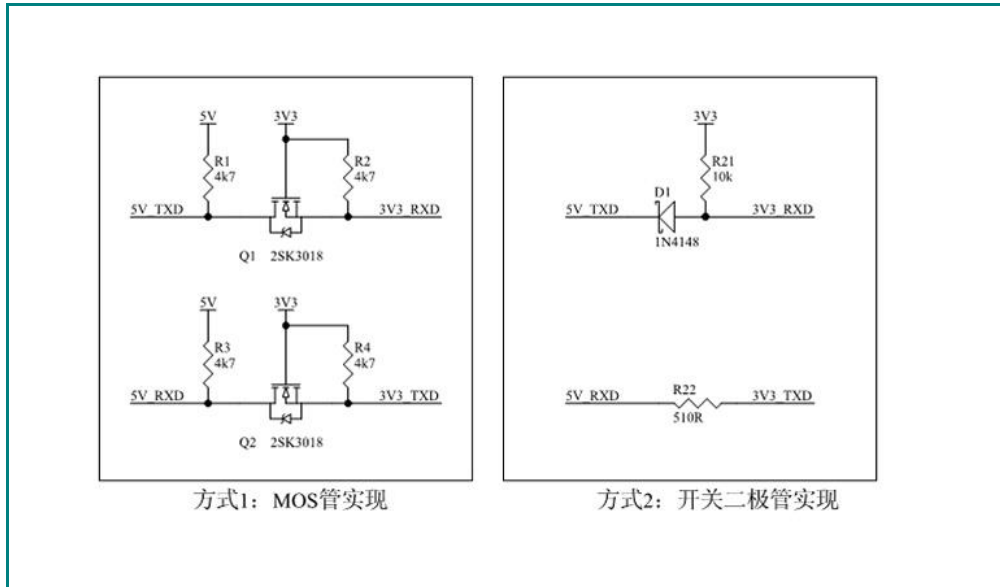 5V
3V3
R1
4k7
R2
4k7
5V_TXD
3V3_RXD
Q1 2SK3018
5V
3V3
R3
4k7
R4
4k7
5V_RXD
3V3_TXD
Q2 2SK3018
方式1：MOS管实现
3V3
R21
10k
D1
5V_TXD
3V3_RXD
1N4148
R22
5V_RXD
3V3_TXD
510R
方式2：开关二极管实现